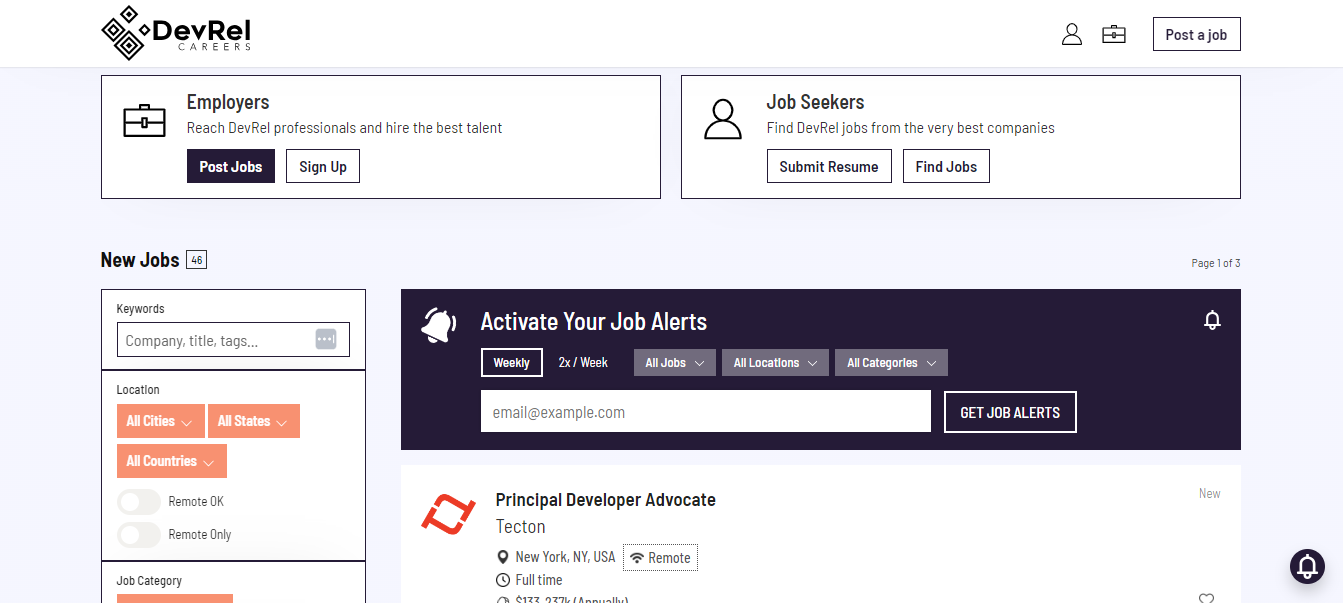 DevRel
CAREERS
Post a job
Employers
Reach DevRel professionals and hire the best talent
Post Jobs
Sign Up
Job Seekers
Find DevRel jobs from the very best companies
Submit Resume
Find Jobs
New Jobs 46
Page 1 of 3
Keywords
Company, title, tags...
Location
All Cities
All States
All Countries
Remote OK
Remote Only
Job Category
Activate Your Job Alerts
Weekly
2x / Week
All Jobs
All Locations
All Categories
email@example.com
GET JOB ALERTS
Principal Developer Advocate
New
Tecton
New York, NY, USA
Remote
Full time
$133-237k (Annually)